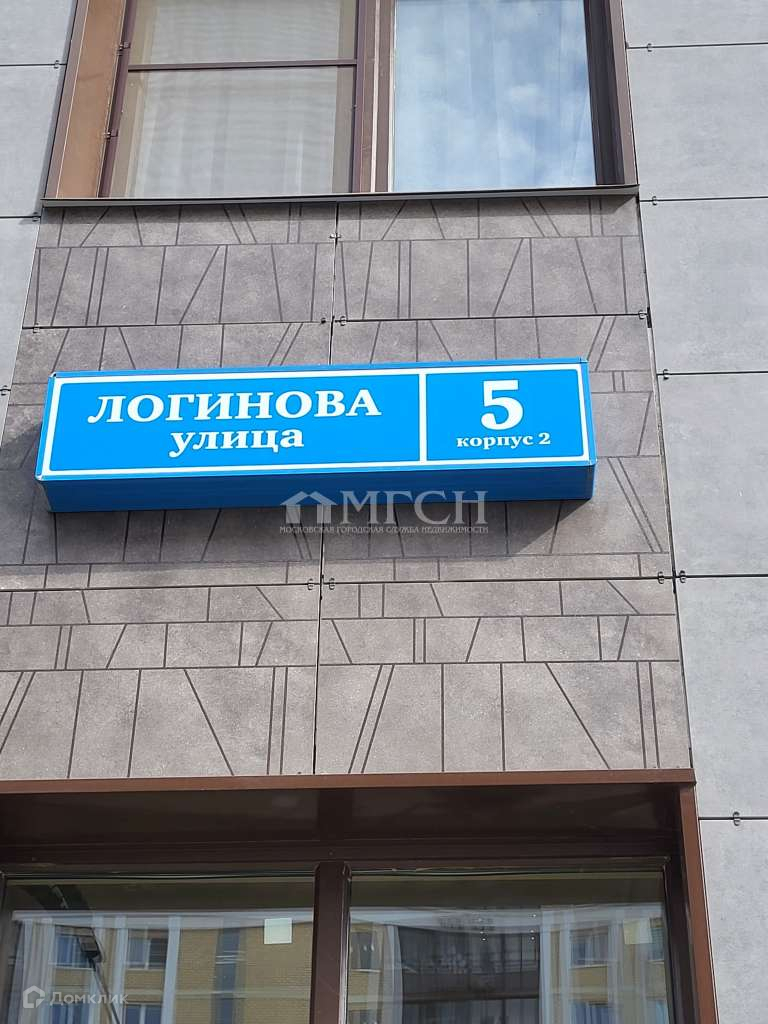 ЛОГИНОВА
улица
5
корпус 2
МГСН
МОСКОВСКАЯ ГОРОДСКАЯ СЛУЖБА НЕДВИЖИМОСТИ
Домклик